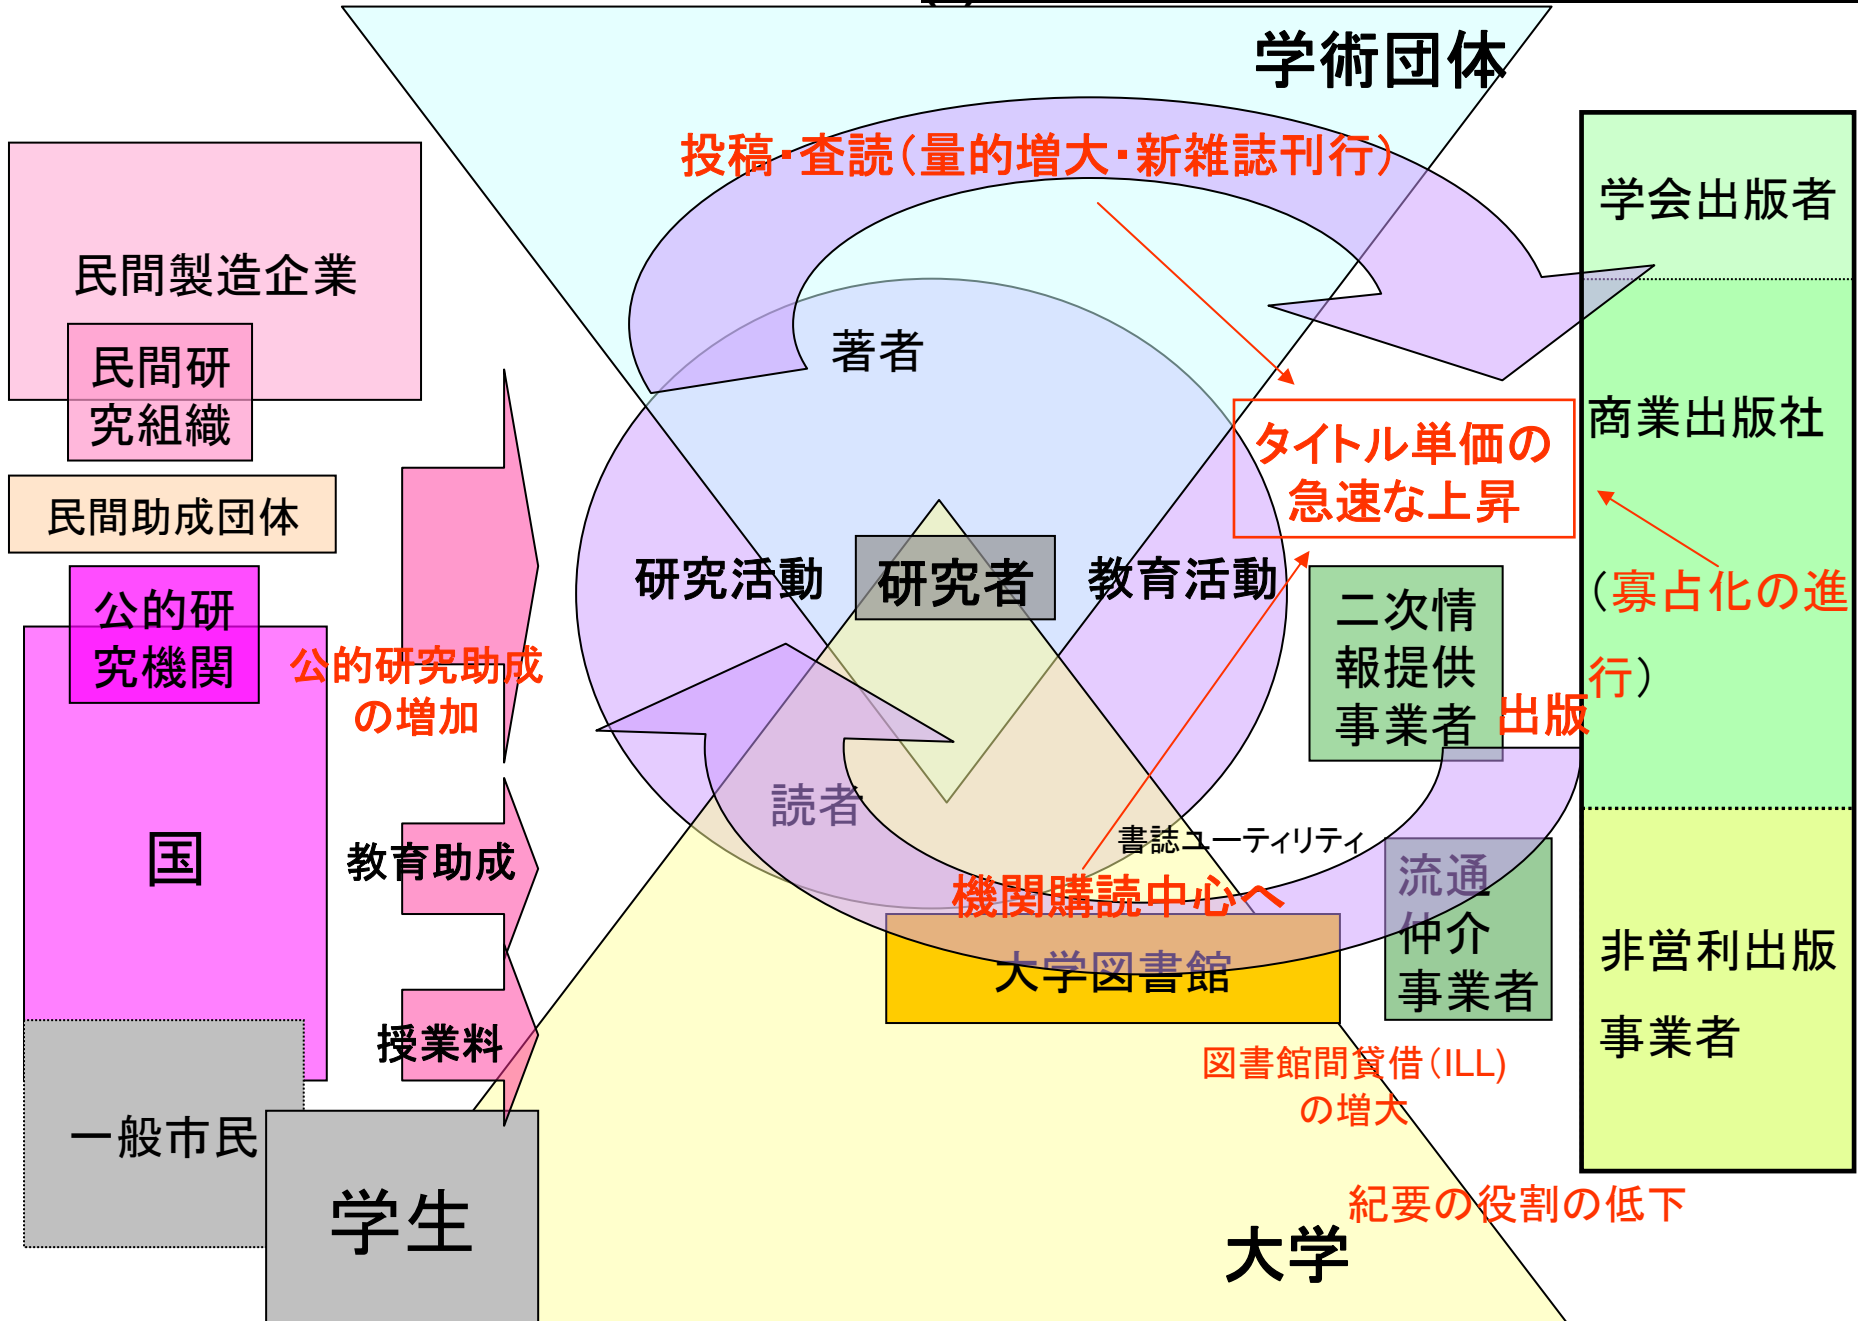 学術団体
投稿・査読（量的増大・新雑誌刊行）
学会出版者
民間製造企業
著者
民間研
究組織
商業出版社
タイトル単価の
急速な上昇
民間助成団体
研究活動
研究者
教育活動
（寡占化の進
行）
公的研
究機関
二次情
報提供
事業者
公的研究助成
の増加
出版
読者
国
教育助成
書誌ユーティリティ
流通
仲介
事業者
機関購読中心へ
大学図書館
非営利出版
事業者
授業料
図書館間貸借（ILL)
の増大
一般市民
学生
紀要の役割の低下
大学